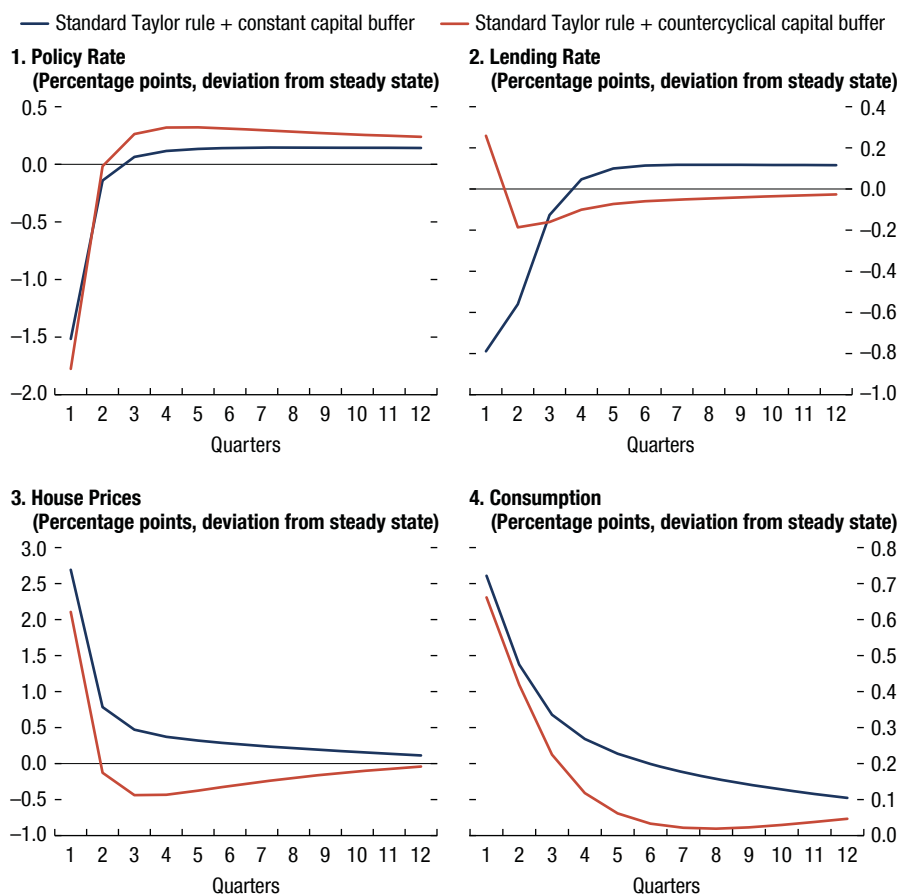 Standard Taylor rule + constant capital buffer
Standard Taylor rule + countercyclical capital buffer
1. Policy Rate
(Percentage points, deviation from steady state)
0.5
0.0
–0.5
–1.0
–1.5
–2.0
1 2 3 4 5 6 7 8 9 10 11 12
Quarters
2. Lending Rate
(Percentage points, deviation from steady state)
0.4
0.2
0.0
–0.2
–0.4
–0.6
–0.8
–1.0
1 2 3 4 5 6 7 8 9 10 11 12
Quarters
3. House Prices
(Percentage points, deviation from steady state)
3.0
2.5
2.0
1.5
1.0
0.5
0.0
–0.5
–1.0
1 2 3 4 5 6 7 8 9 10 11 12
Quarters
4. Consumption
(Percentage points, deviation from steady state)
0.8
0.7
0.6
0.5
0.4
0.3
0.2
0.1
0.0
1 2 3 4 5 6 7 8 9 10 11 12
Quarters